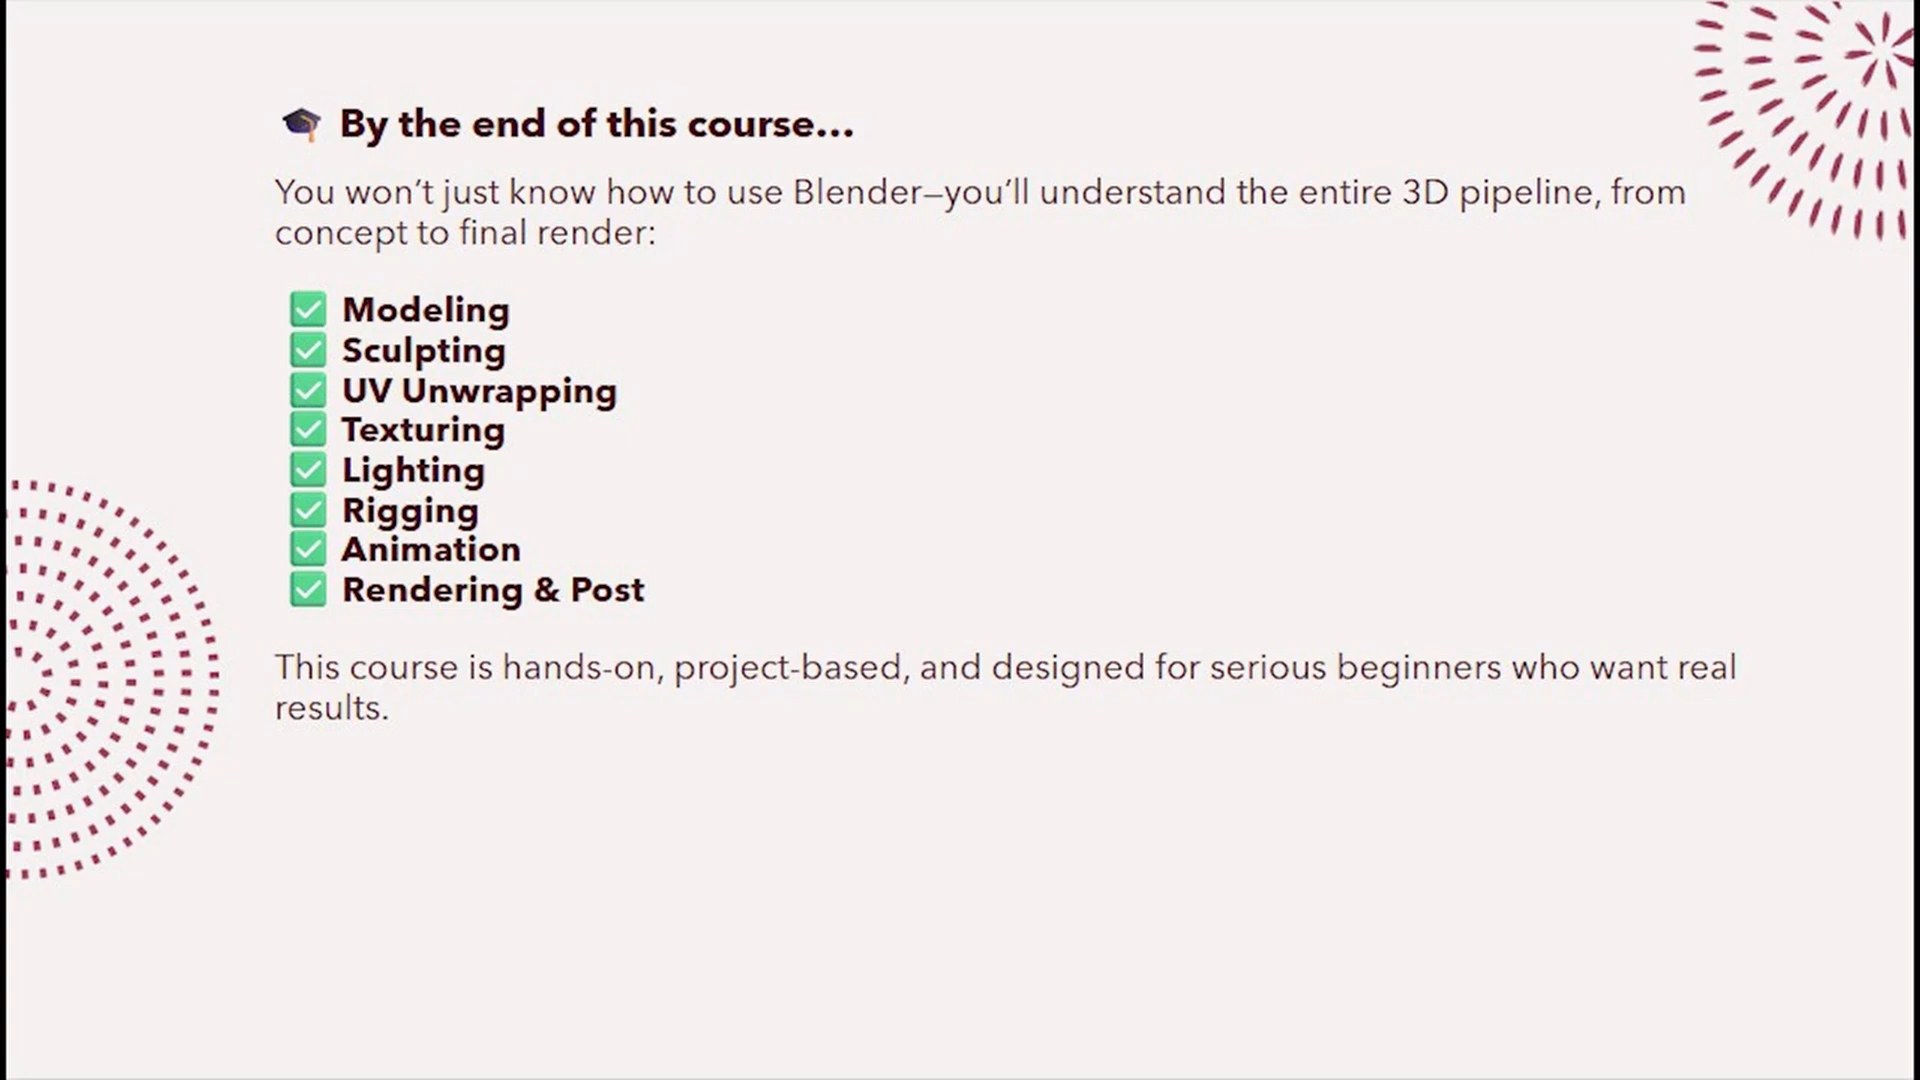 🎓 By the end of this course...
You won't just know how to use Blender—you'll understand the entire 3D pipeline, from
concept to final render:
✅ Modeling
✅ Sculpting
✅ UV Unwrapping
✅ Texturing
✅ Lighting
✅ Rigging
✅ Animation
✅ Rendering & Post
This course is hands-on, project-based, and designed for serious beginners who want real
results.